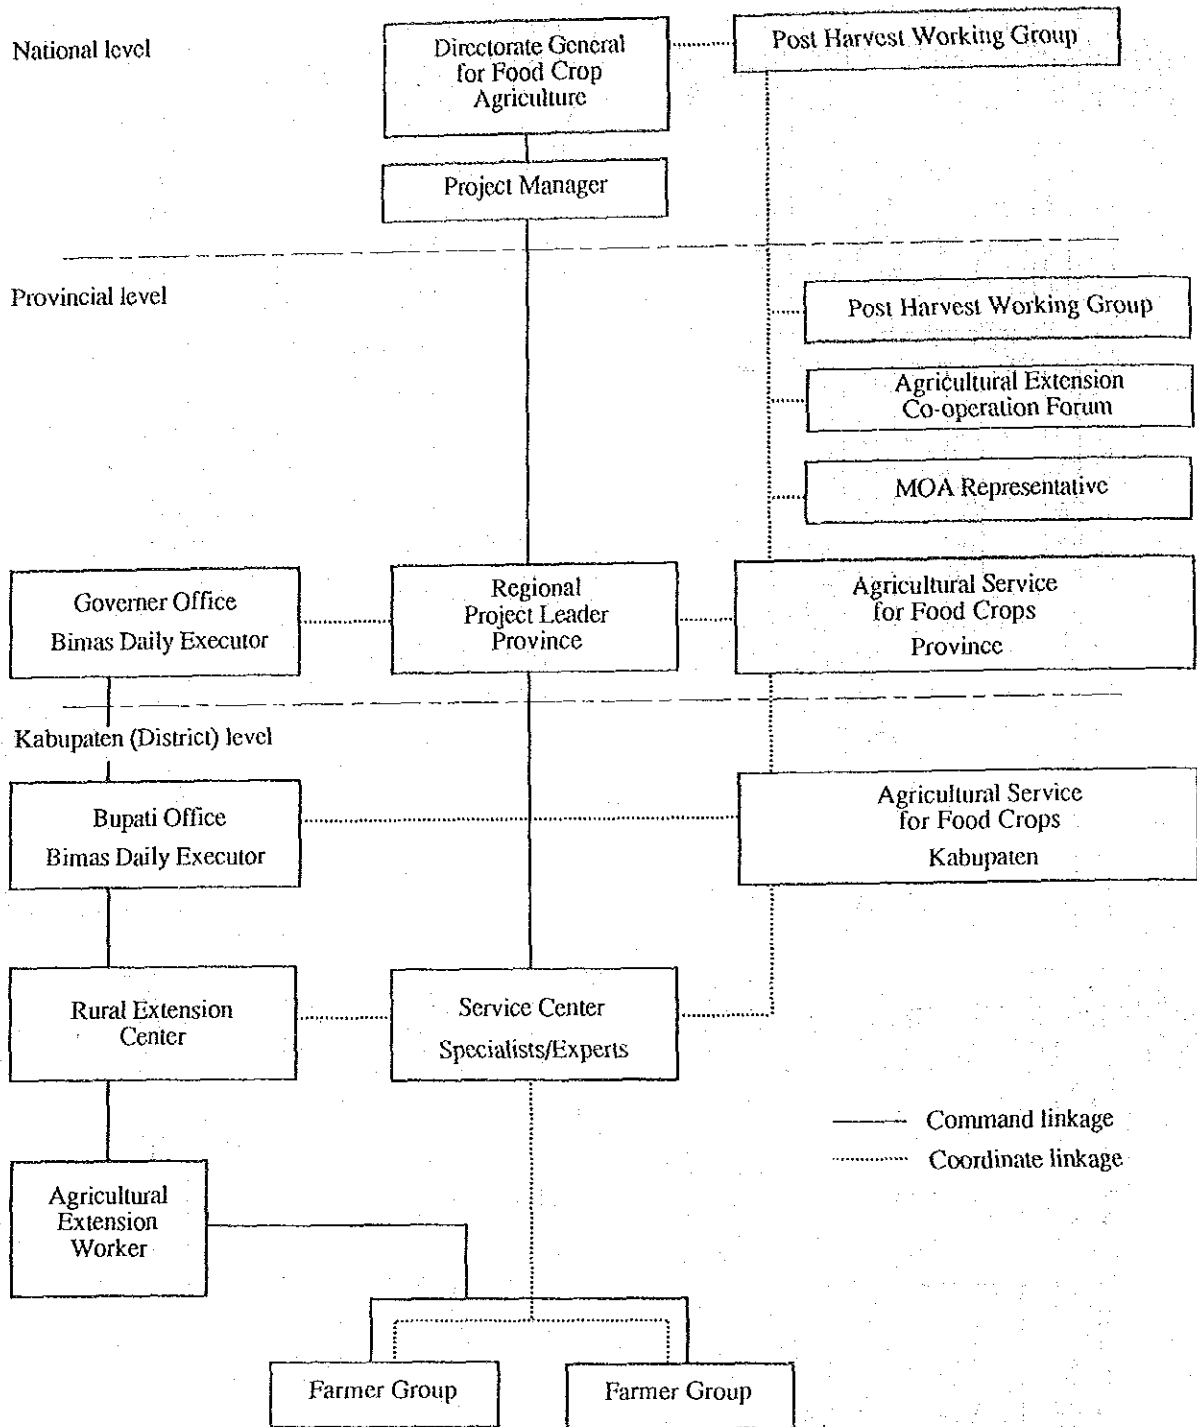 National level
Directorate General
for Food Crop
Agriculture
Post Harvest Working Group
Project Manager
Provincial level
Post Harvest Working Group
Agricultural Extension
Co-operation Forum
MOA Representative
Governer Office
Bimas Daily Executor
Regional
Project Leader
Province
Agricultural Service
for Food Crops
Province
Kabupaten (District) level
Bupati Office
Bimas Daily Executor
Agricultural Service
for Food Crops
Kabupaten
Rural Extension
Center
Service Center
Specialists/Experts
Command linkage
Coordinate linkage
Agricultural
Extension
Worker
Farmer Group
Farmer Group